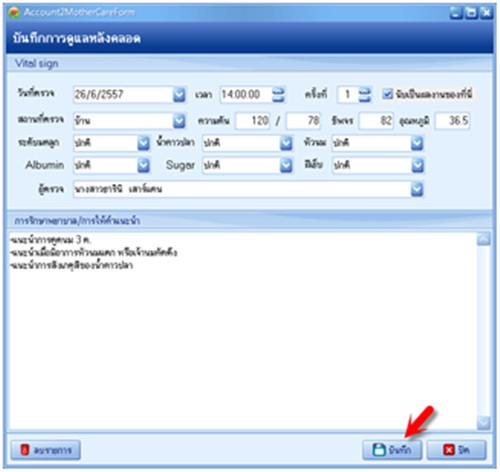 Account2MotherCareForm
บันทึกการดูแลหลังคลอด
Vital sign
วันที่ตรวจ 26/6/2557 เวลา 14:00:00 ครั้งที่ 1 นับเป็นผลงานของที่นี่
สถานที่ตรวจ บ้าน ความดัน 120 / 78 ชีพจร 82 อุณหภูมิ 36.5
ระดับมดลูก ปกติ น้ำคาวปลา ปกติ หัวนม ปกติ
Albumin ปกติ Sugar ปกติ ฝีเย็บ ปกติ
ผู้ตรวจ นางสาวยารินี
การรักษาพยาบาล/การให้คำแนะนำ
-แนะนำการดูดนม 3 ด.
-แนะนำเมื่อมีอาการหัวนมแตก หรือเต้านมคัดตึง
-แนะนำการสังเกตุสีของน้ำคาวปลา
ลบรายการ บันทึก ปิด